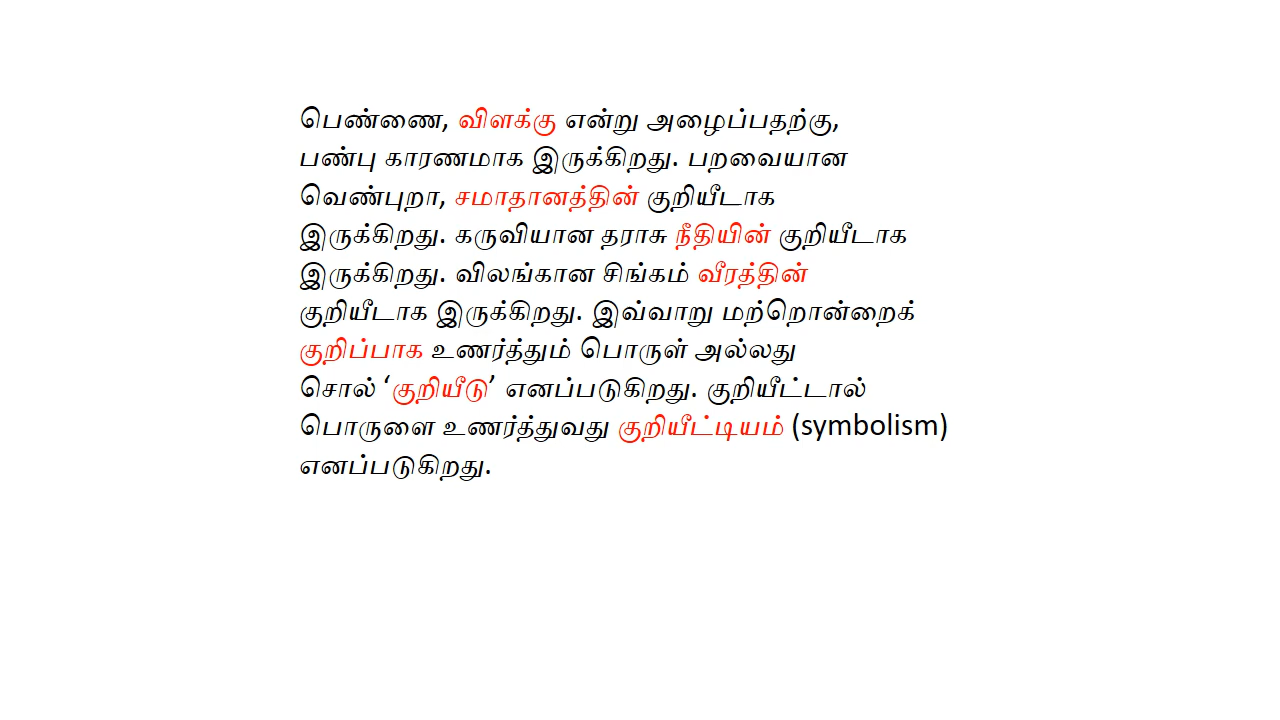 பெண்ணை, விளக்கு என்று அழைப்பதற்கு,
பண்பு காரணமாக இருக்கிறது. பறவையான
வெண்புறா, சமாதானத்தின் குறியீடாக
இருக்கிறது. கருவியான தராசு நீதியின் குறியீடாக
இருக்கிறது. விலங்கான சிங்கம் வீரத்தின்
குறியீடாக இருக்கிறது. இவ்வாறு மற்றொன்றைக்
குறிப்பாக உணர்த்தும் பொருள் அல்லது
சொல் ‘குறியீடு’ எனப்படுகிறது. குறியீட்டால்
பொருளை உணர்த்துவது குறியீட்டியம் (symbolism)
எனப்படுகிறது.